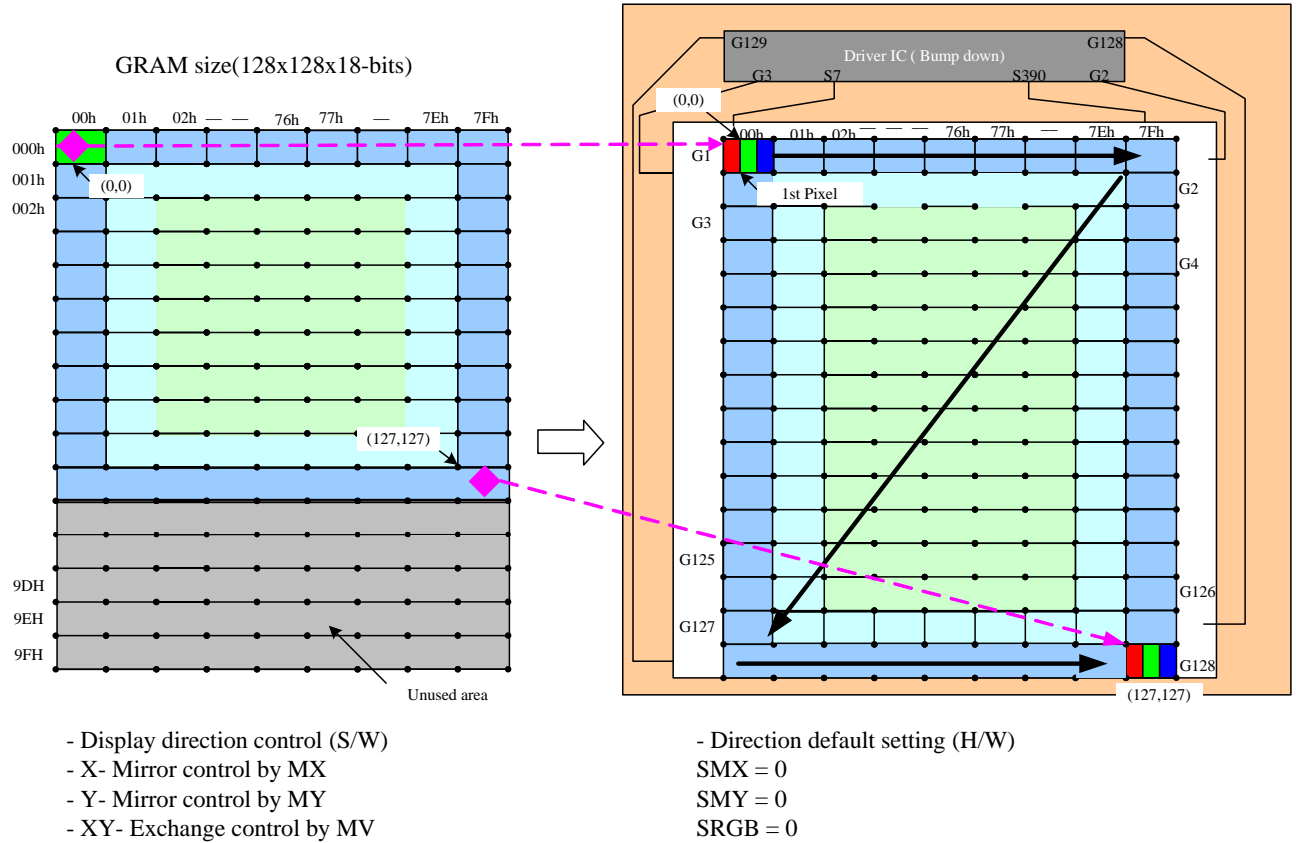 GRAM size(128x128x18-bits)
00h 01h 02h — — 76h 77h — 7Eh 7Fh
000h
001h
002h
(0,0)
(127,127)
9DH
9EH
9FH
Unused area
- Display direction control (S/W)
- X- Mirror control by MX
- Y- Mirror control by MY
- XY- Exchange control by MV
G129 Driver IC ( Bump down) G128
G3 S7 S390 G2
(0,0)
00h 01h 02h — — — 76h 77h — 7Eh 7Fh
G1
1st Pixel
G2
G3
G4
G125
G126
G127
G128
(127,127)
- Direction default setting (H/W)
SMX = 0
SMY = 0
SRGB = 0